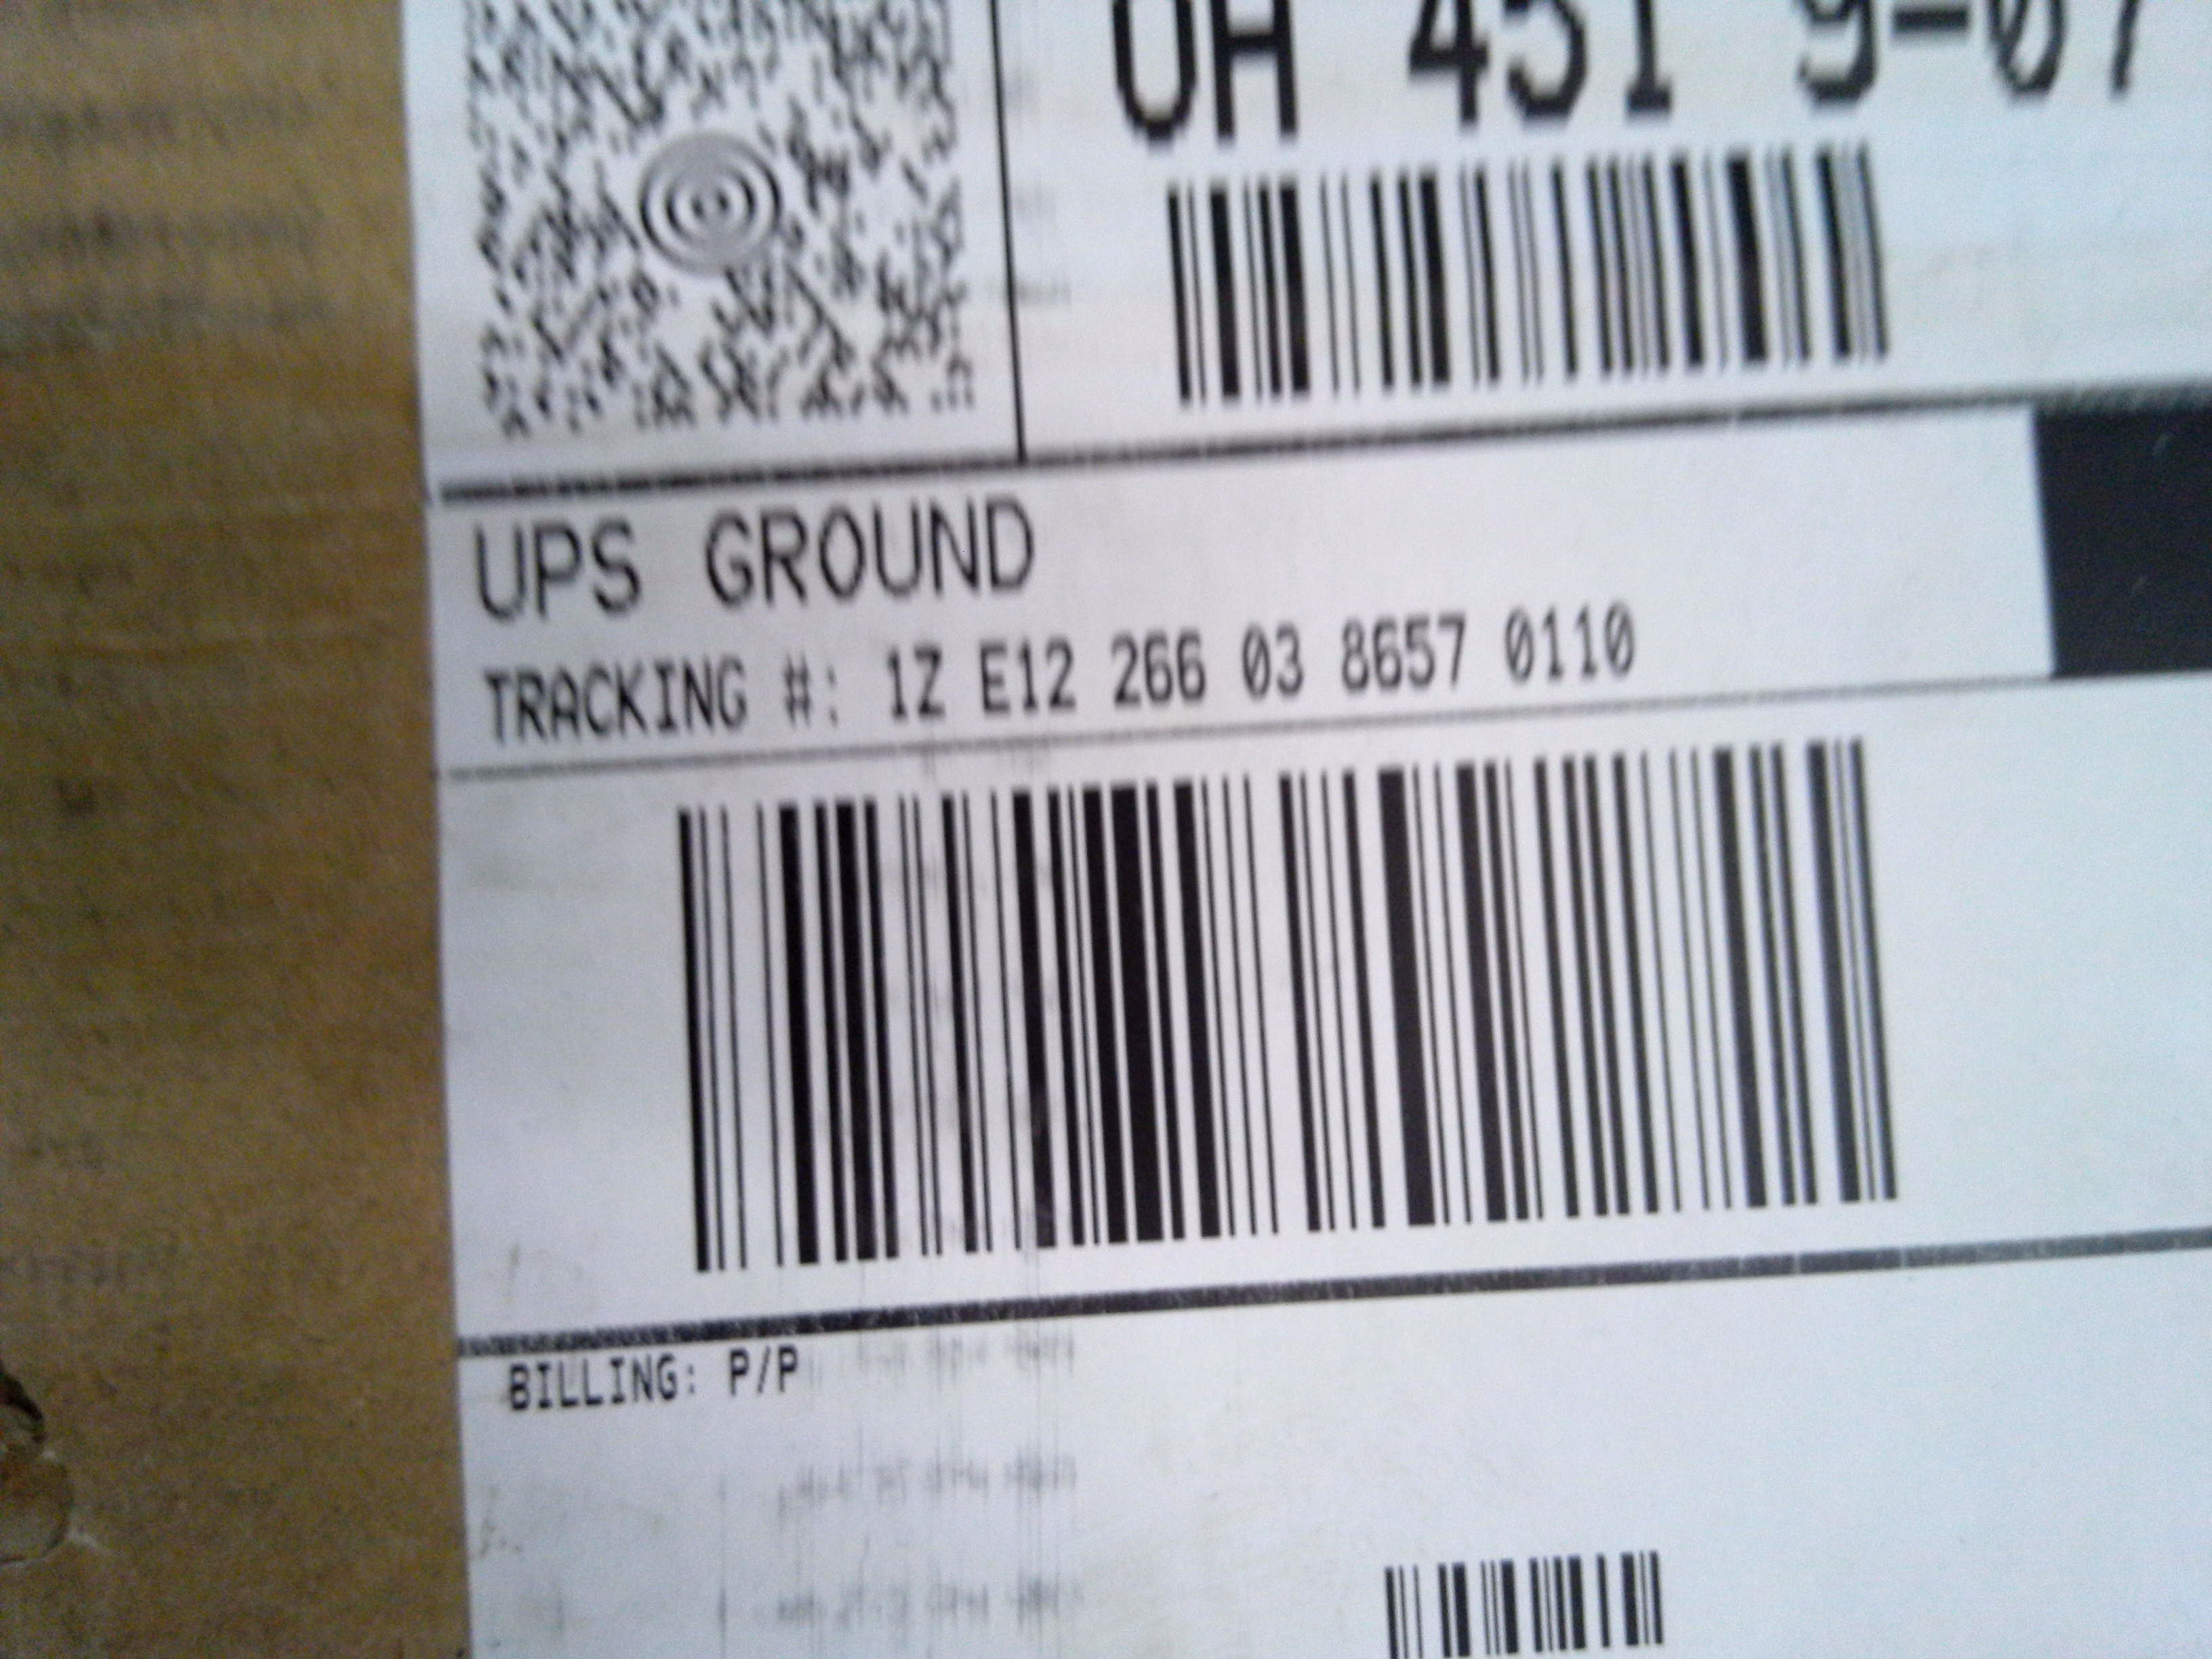 OH 451 9-07
UPS GROUND
TRACKING #: 1Z E12 266 03 8657 0110
BILLING: P/P